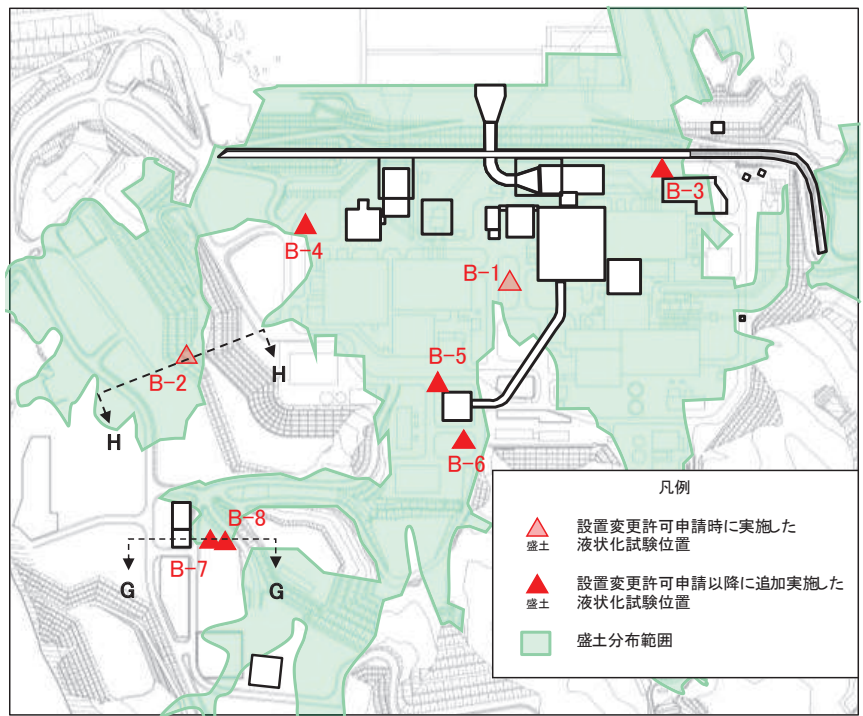 B-3
B-4
B-1
B-5
B-2
H
H
B-6
B-8
B-7
G
G
凡例
盛土
設置変更許可申請時に実施した
液状化試験位置
盛土
設置変更許可申請以降に追加実施した
液状化試験位置
盛土分布範囲